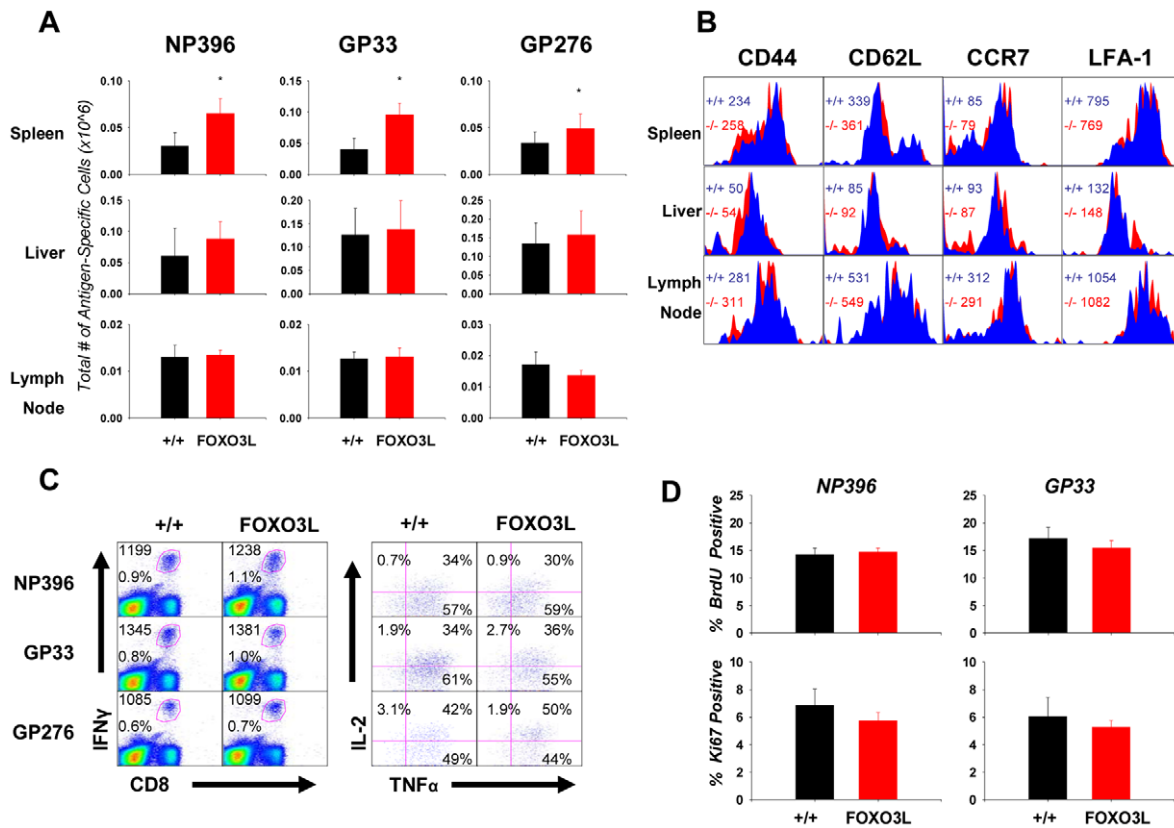 A
NP396 GP33 GP276
Total # of Antigen-Specific Cells (x10^6)
Spleen
0.10 0.15 0.10
0.10
0.05 0.05
0.05
0.00 0.00 0.00
*
*
*
Liver
0.15 0.20 0.25
0.20
0.10 0.15
0.15
0.10
0.10
0.05
0.05 0.05
0.00 0.00 0.00
Lymph
Node
0.02 0.02 0.03
0.02
0.01 0.01
0.01
0.00 0.00 0.00
+/+ FOXO3L +/+ FOXO3L +/+ FOXO3L
B
CD44 CD62L CCR7 LFA-1
Spleen
+/+ 234 +/+ 339 +/+ 85 +/+ 795
-/- 258 -/- 361 -/- 79 -/- 769
Liver
+/+ 50 +/+ 85 +/+ 93 +/+ 132
-/- 54 -/- 92 -/- 87 -/- 148
Lymph
Node
+/+ 281 +/+ 531 +/+ 312 +/+ 1054
-/- 311 -/- 549 -/- 291 -/- 1082
C
+/+ FOXO3L +/+ FOXO3L
NP396
1199 1238
0.9% 1.1%
0.7% 34% 0.9% 30%
57% 59%
GP33
1345 1381
0.8% 1.0%
1.9% 34% 2.7% 36%
61% 55%
GP276
1085 1099
0.6% 0.7%
3.1% 42% 1.9% 50%
49% 44%
IFNγ
CD8
IL-2
TNFα
D
NP396 GP33
% BrdU Positive
25 25
20 20
15 15
10 10
5 5
0 0
% Ki67 Positive
10 10
8 8
6 6
4 4
2 2
0 0
+/+ FOXO3L +/+ FOXO3L